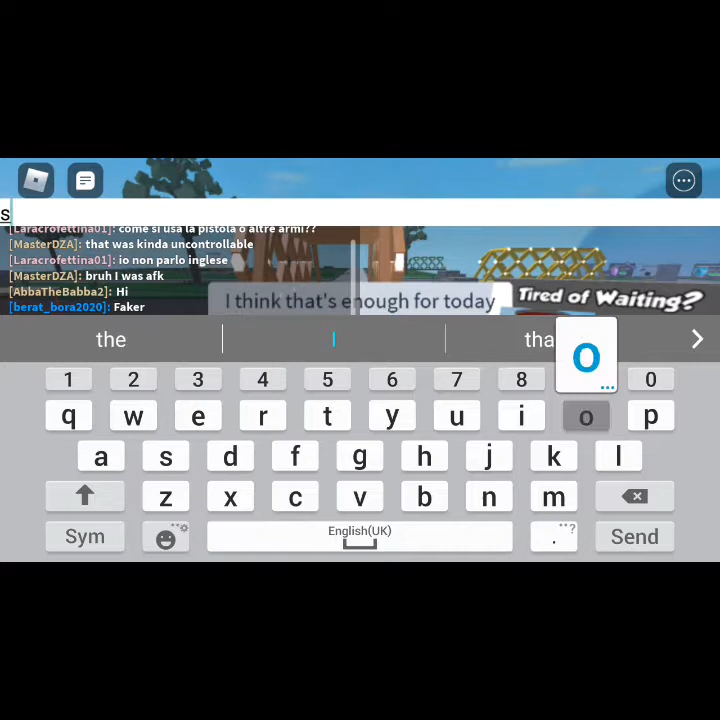 s
[Laracrofettina01]: come si usa la pistola o altre armi??
[MasterDZA]: that was kinda uncontrollable
[Laracrofettina01]: io non parlo inglese
[MasterDZA]: bruh I was afk
[AbbaTheBabba2]: Hi
[berat_bora2020]: Faker
I think that's enough for today
Tired of Waiting?
the I tha
o
1 2 3 4 5 6 7 8 0
q w e r t y u i o p
a s d f g h j k l
z x c v b n m
Sym English(UK) . ? Send